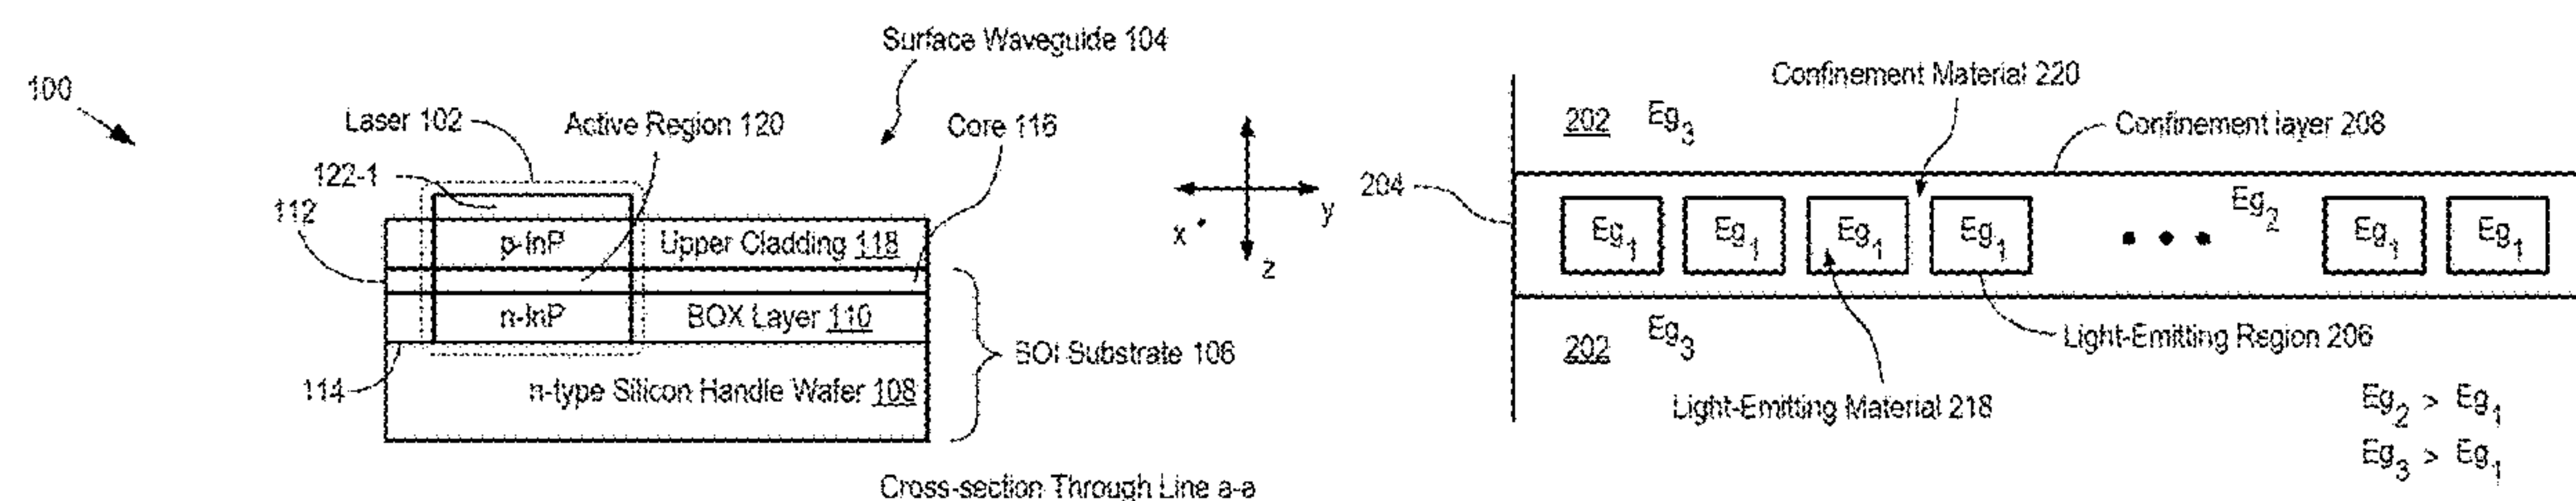 Surface Waveguide 104
100
Laser 102
Active Region 120
Core 116
122-1
112
p-InP
Upper Cladding 118
n-InP
BOX Layer 110
114
n-type Silicon Handle Wafer 108
SOI Substrate 106
x
y
z
Cross-section Through Line a-a
Confinement Material 220
202 Eg3
Confinement layer 208
204
Eg1 Eg1 Eg1 Eg1 Eg2 Eg1 Eg1
202 Eg3
Light-Emitting Region 206
Light-Emitting Material 218
Eg2 > Eg1
Eg3 > Eg1